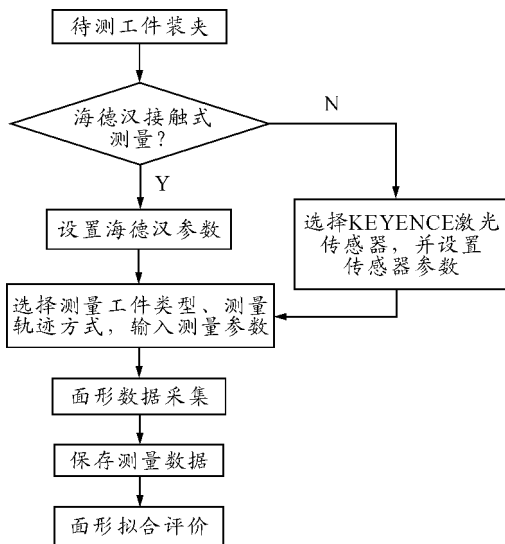 待测工件装夹
海德汉接触式
测量?
N
Y
设置海德汉参数
选择KEYENCE激光
传感器，并设置
传感器参数
选择测量工件类型、测量
轨迹方式，输入测量参数
面形数据采集
保存测量数据
面形拟合评价